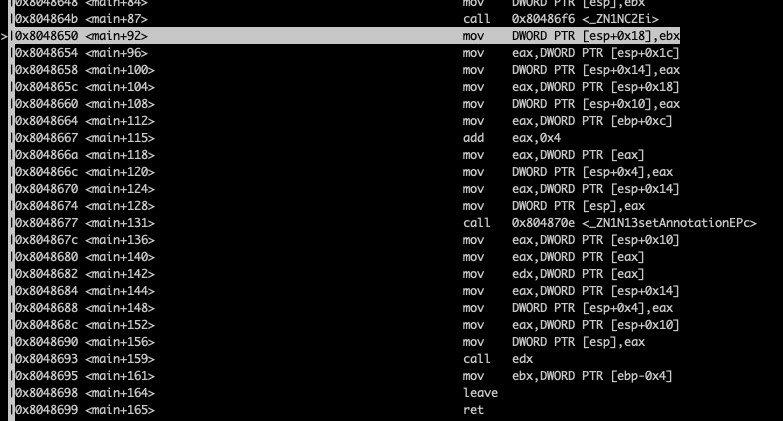 0x8048648 <main+84> mov DWORD PTR [esp],ebx
0x804864b <main+87> call 0x80486f6 <_ZN1NC2Ei>
>0x8048650 <main+92> mov DWORD PTR [esp+0x18],ebx
0x8048654 <main+96> mov eax,DWORD PTR [esp+0x1c]
0x8048658 <main+100> mov DWORD PTR [esp+0x14],eax
0x804865c <main+104> mov eax,DWORD PTR [esp+0x18]
0x8048660 <main+108> mov DWORD PTR [esp+0x10],eax
0x8048664 <main+112> mov eax,DWORD PTR [ebp+0xc]
0x8048667 <main+115> add eax,0x4
0x804866a <main+118> mov eax,DWORD PTR [eax]
0x804866c <main+120> mov DWORD PTR [esp+0x4],eax
0x8048670 <main+124> mov eax,DWORD PTR [esp+0x14]
0x8048674 <main+128> mov DWORD PTR [esp],eax
0x8048677 <main+131> call 0x804870e <_ZN1N13setAnnotationEPc>
0x804867c <main+136> mov eax,DWORD PTR [esp+0x10]
0x8048680 <main+140> mov eax,DWORD PTR [eax]
0x8048682 <main+142> mov edx,DWORD PTR [eax]
0x8048684 <main+144> mov eax,DWORD PTR [esp+0x14]
0x8048688 <main+148> mov DWORD PTR [esp+0x4],eax
0x804868c <main+152> mov eax,DWORD PTR [esp+0x10]
0x8048690 <main+156> mov DWORD PTR [esp],eax
0x8048693 <main+159> call edx
0x8048695 <main+161> mov ebx,DWORD PTR [ebp-0x4]
0x8048698 <main+164> leave
0x8048699 <main+165> ret